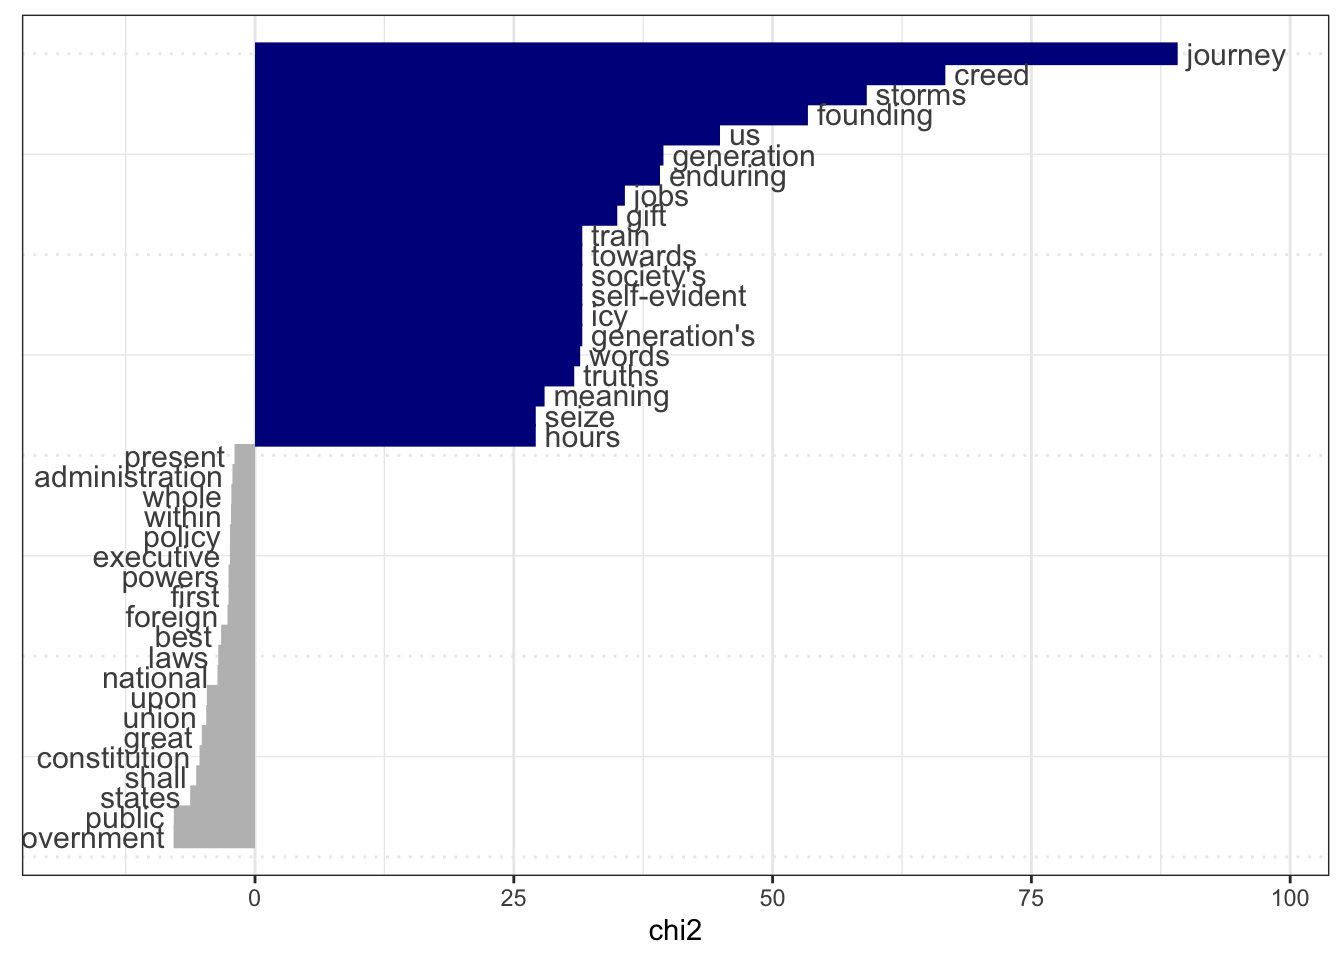 journey
creed
storms
founding
us
generation
enduring
jobs
gift
train
towards
society's
self-evident
icy
generation's
words
truths
meaning
seize
hours
present
administration
whole
within
policy
executive
powers
first
foreign
best
laws
national
upon
union
great
constitution
shall
states
public
overnment
0 25 50 75 100
chi2